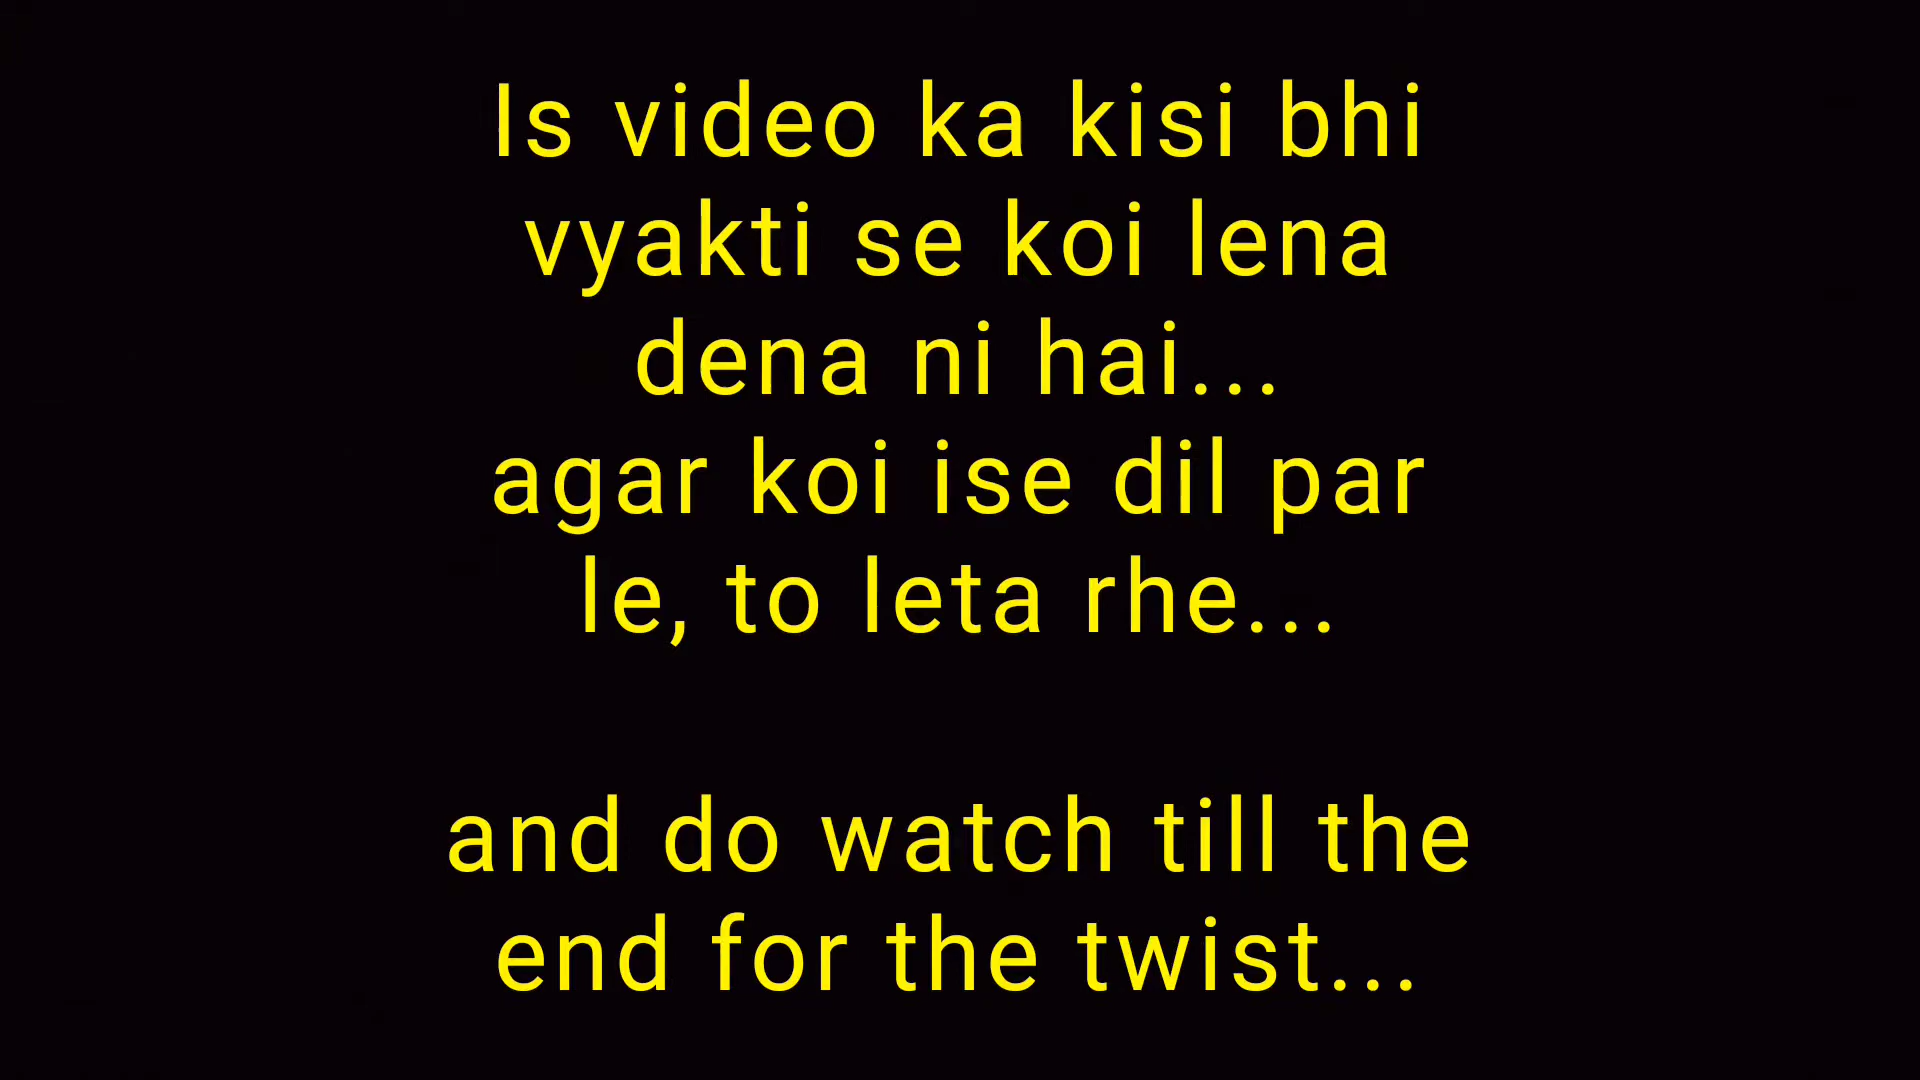 Is video ka kisi bhi
vyakti se koi lena
dena ni hai...
agar koi ise dil par
le, to leta rhe...
and do watch till the
end for the twist...